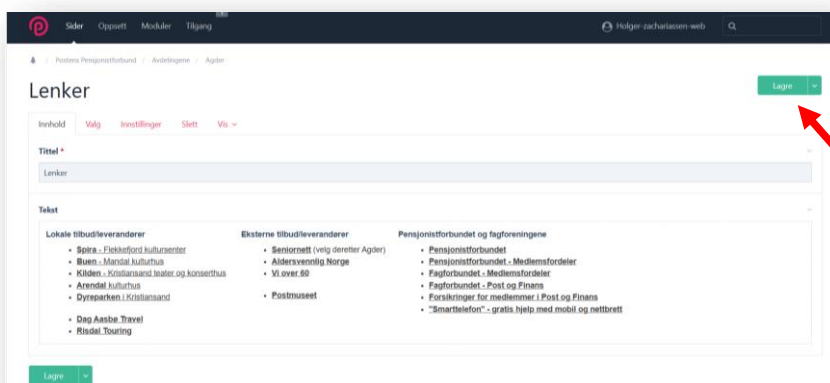 Sider Oppsett Moduler Tilgang Holger-zachariassen-web
/ Postens Pensjonistforbund / Avdelingene / Agder
Lenker
Lagre
Innhold Valg Innstillinger Slett Vis
Tittel *
Lenker
Tekst
Lokale tilbud/leverandører
Spira - Flekkefjord kultursenter
Buen - Mandal kulturhus
Kilden - Kristiansand teater og konserthus
Arendal kulturhus
Dyreparken i Kristiansand
Dag Aasbe Travel
Risdal Touring
Eksterne tilbud/leverandører
Seniornett (velg deretter Agder)
Aldersvennlig Norge
Vi over 60
Postmuseet
Pensjonistforbundet og fagforeningene
Pensjonistforbundet
Pensjonistforbundet - Medlemsfordeler
Fagforbundet - Medlemsfordeler
Fagforbundet - Post og Finans
Forsikringer for medlemmer i Post og Finans
"Smarttelefon" - gratis hjelp med mobil og nettbrett
Lagre